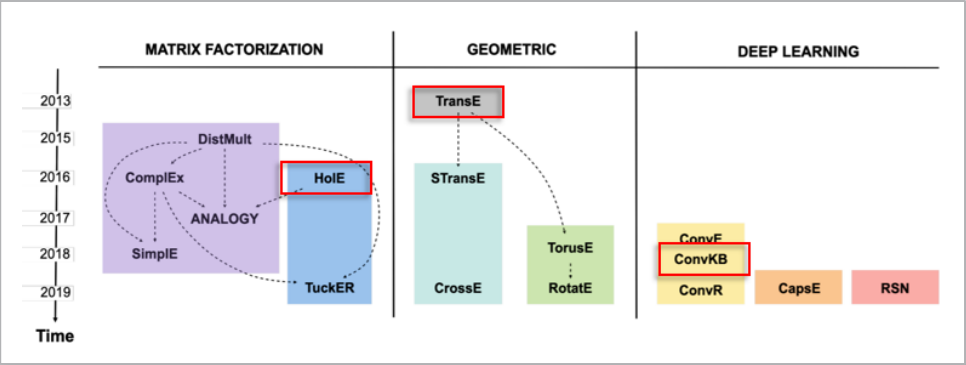 MATRIX FACTORIZATION GEOMETRIC DEEP LEARNING
2013 TransE
2015 DistMult
2016 ComplEx HolE STransE
2017 ANALOGY
ConvE
2018 SimplE TorusE ConvKB
2019 TuckER CrossE RotatE ConvR CapsE RSN
Time